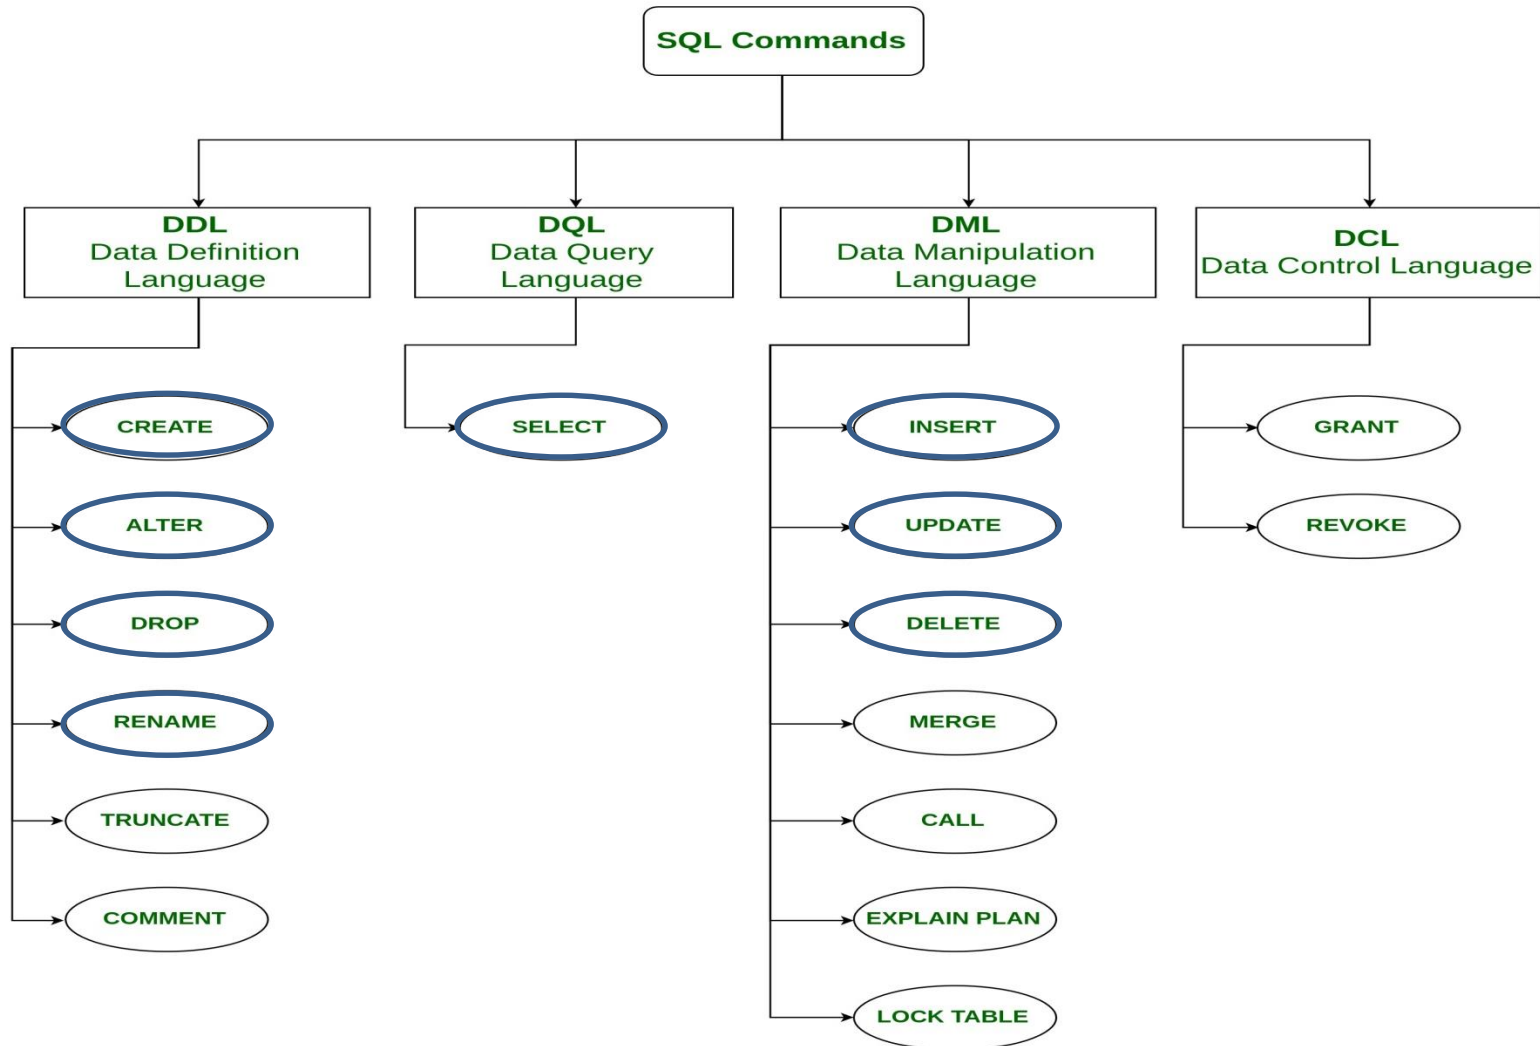 SQL Commands
DDL
Data Definition
Language
DQL
Data Query
Language
DML
Data Manipulation
Language
DCL
Data Control Language
CREATE
ALTER
DROP
RENAME
TRUNCATE
COMMENT
SELECT
INSERT
UPDATE
DELETE
MERGE
CALL
EXPLAIN PLAN
LOCK TABLE
GRANT
REVOKE